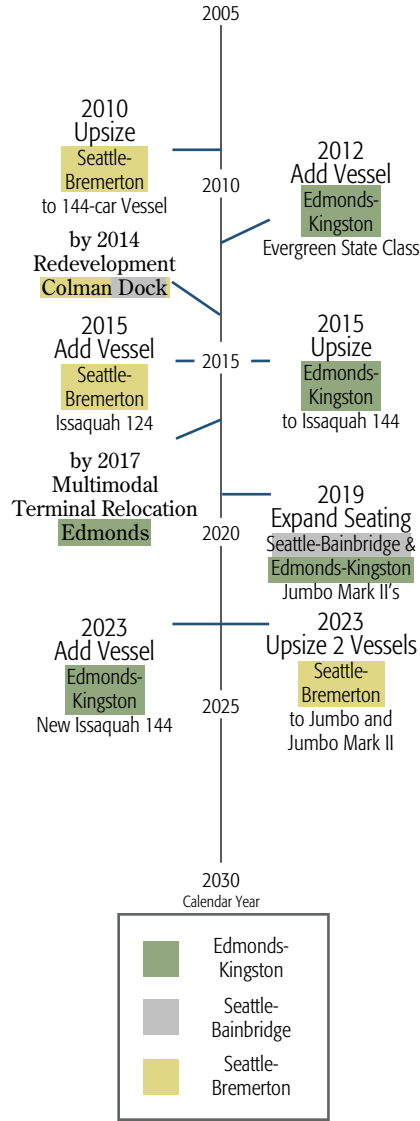 2005
2010
Upsize
Seattle-
Bremerton
to 144-car Vessel
2010
2012
Add Vessel
Edmonds-
Kingston
Evergreen State Class
by 2014
Redevelopment
Colman Dock
2015
Add Vessel
Seattle-
Bremerton
Issaquah 124
2015
2015
Upsize
Edmonds-
Kingston
to Issaquah 144
by 2017
Multimodal
Terminal Relocation
Edmonds
2019
Expand Seating
Seattle-Bainbridge &
Edmonds-Kingston
Jumbo Mark II's
2020
2023
Add Vessel
Edmonds-
Kingston
New Issaquah 144
2023
Upsize 2 Vessels
Seattle-
Bremerton
to Jumbo and
Jumbo Mark II
2025
2030
Calendar Year
Edmonds-
Kingston
Seattle-
Bainbridge
Seattle-
Bremerton